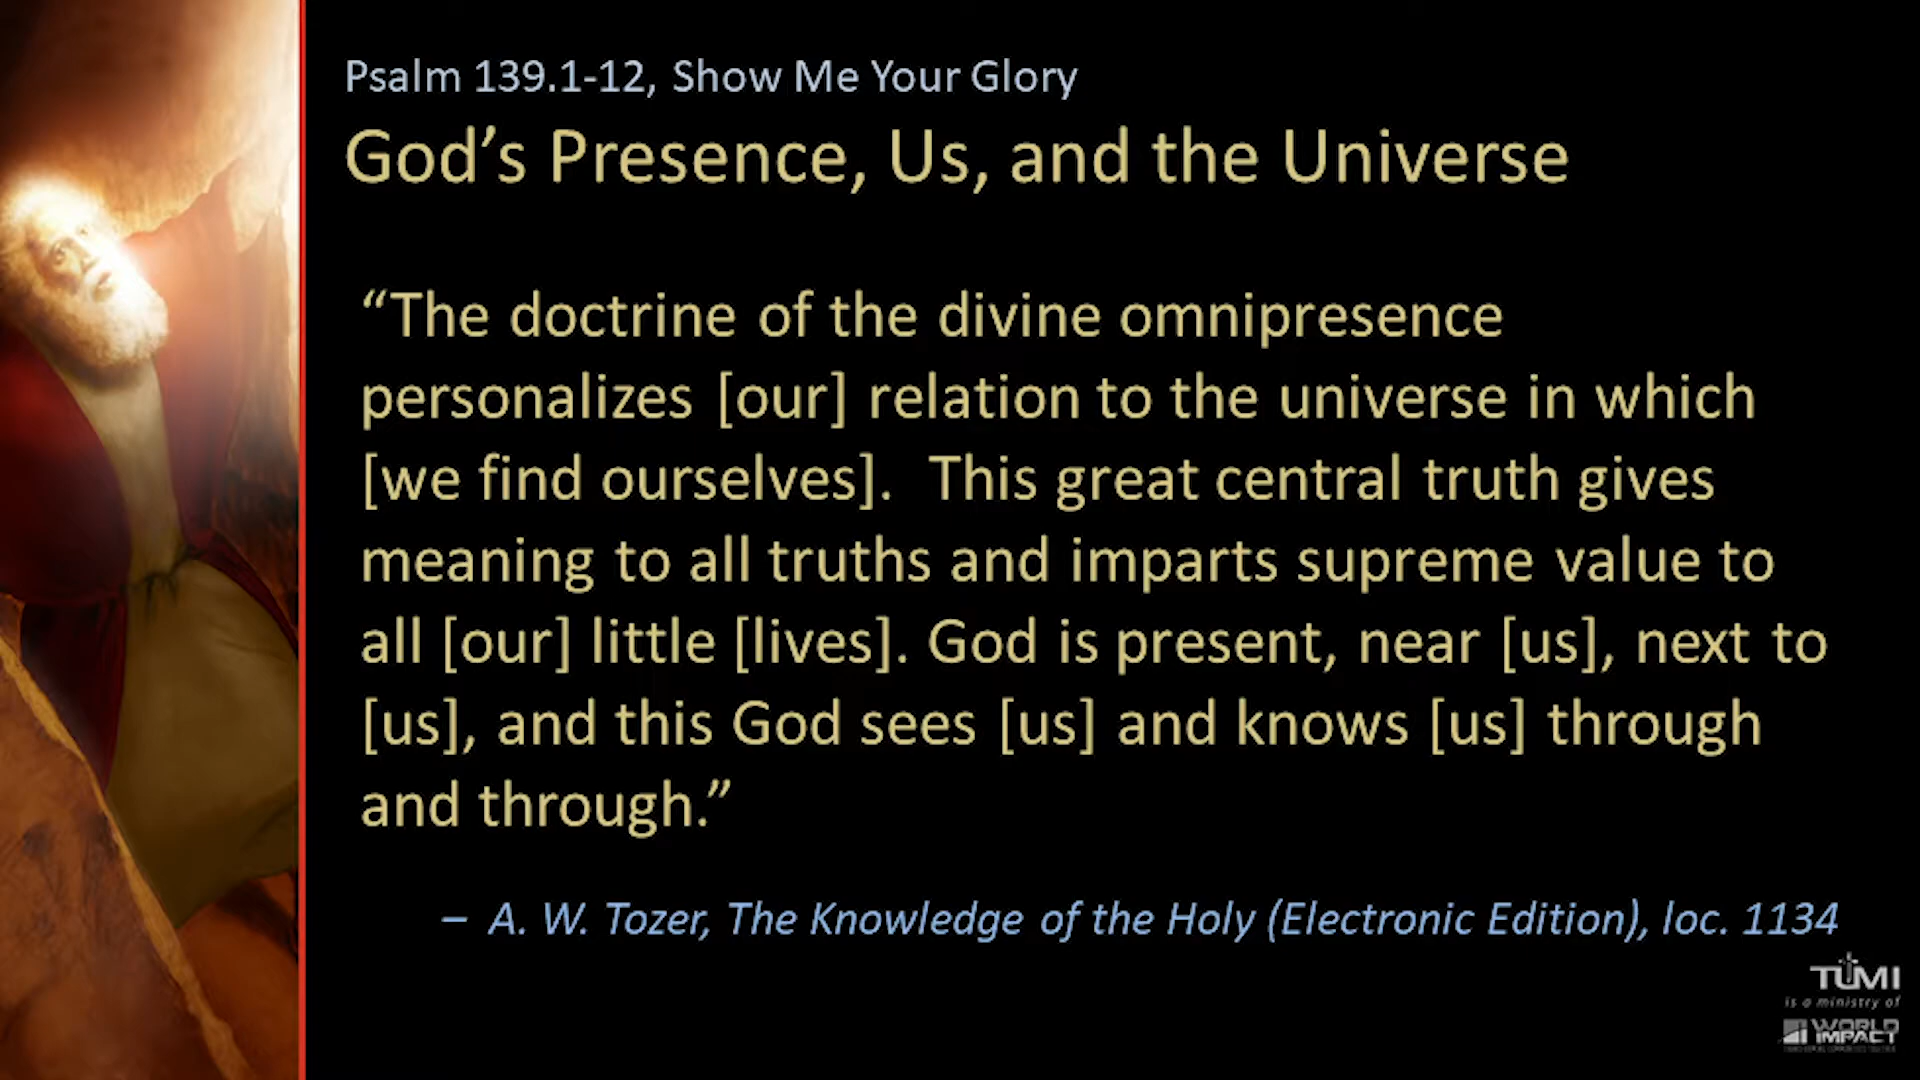 Psalm 139.1-12, Show Me Your Glory
God’s Presence, Us, and the Universe
“The doctrine of the divine omnipresence
personalizes [our] relation to the universe in which
[we find ourselves].  This great central truth gives
meaning to all truths and imparts supreme value to
all [our] little [lives]. God is present, near [us], next to
[us], and this God sees [us] and knows [us] through
and through.”
– A. W. Tozer, The Knowledge of the Holy (Electronic Edition), loc. 1134
TUMI
is a ministry of
WORLD
IMPACT